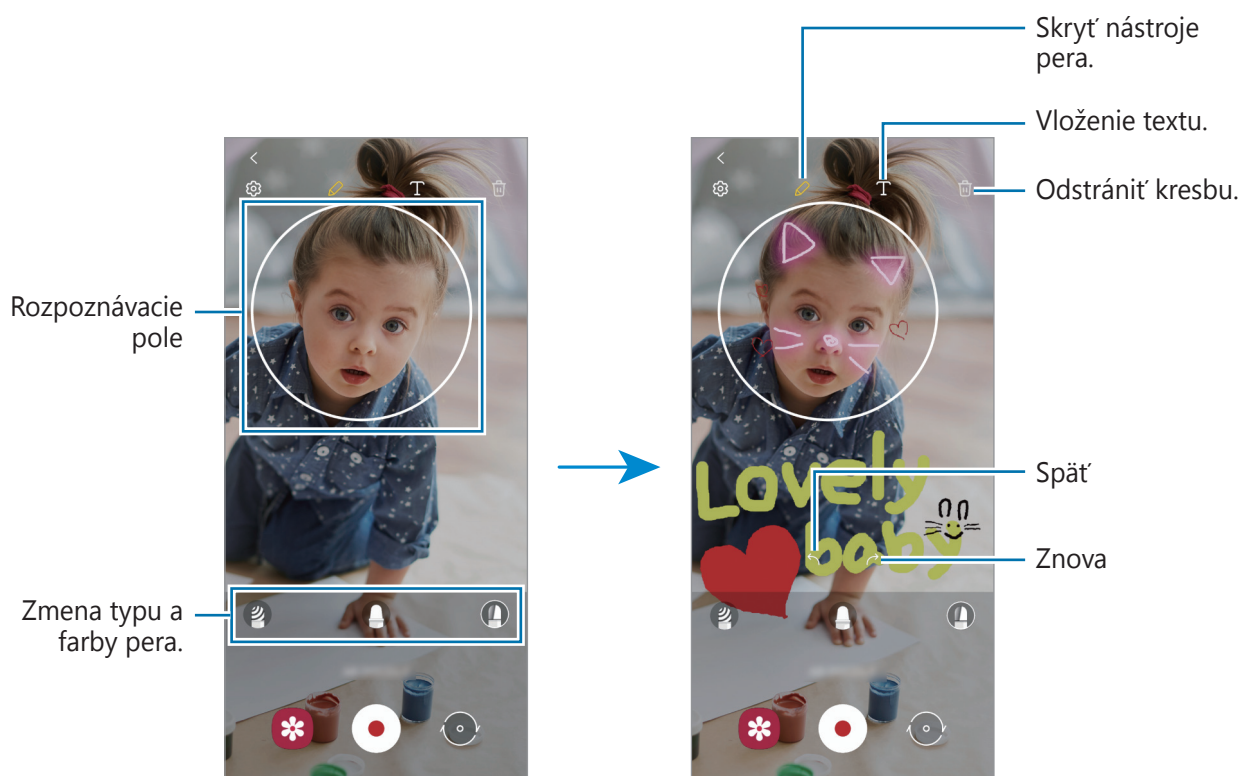 Skryť nástroje
pera.
Vloženie textu.
Odstrániť kresbu.
Rozpoznávacie
pole
Lovely
baby
Späť
Znova
Zmena typu a
farby pera.